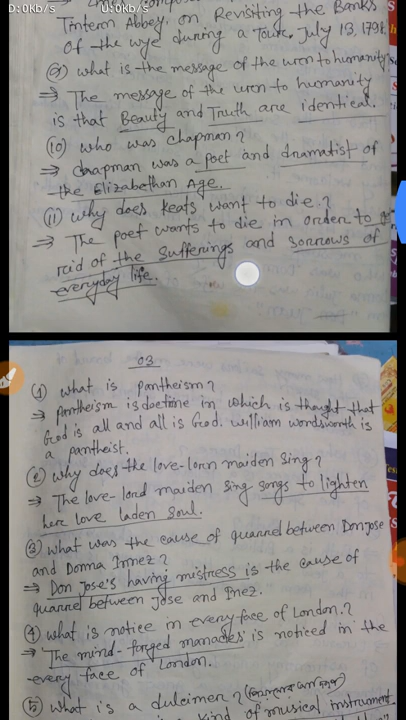 D:0Kb/s U:0Kb/s
Tintern Abbey, on Revisiting the Banks
of the wye during a Tour. July 13, 1798.
(9) what is the message of the urn to humanity
⇒ The message of the urn to humanity
is that Beauty and Truth are identical.
(10) who was chapman?
⇒ chapman was a poet and dramatist of
the Elizabethan Age.
(11) why does Keats want to die?
⇒ The poet wants to die in order to
rid of the sufferings and sorrows of
everyday life.
03
(1) what is pantheism?
⇒ pantheism is doctine in which is thought that
God is all and all is God. william wordsworth is
a pantheist.
(2) why does the love-lorn maiden sing?
⇒ The love-lord maiden sing songs to lighten
her love laden soul.
(3) what was the cause of quarrel between Don jose
and Donna Innez?
⇒ Don Jose's having mistress is the cause of
quarrel between Jose and Inez.
(4) what is notice in every face of London.?
⇒ The mind-forged manacles is noticed in the
every face of London.
(5) what is a dulcimer?
kind of musical instrument